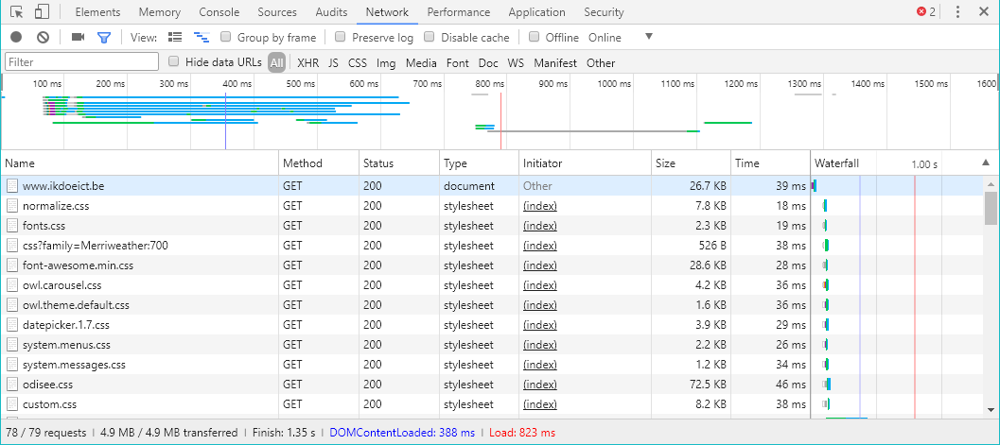 Elements Memory Console Sources Audits Network Performance Application Security 2
View: Group by frame Preserve log Disable cache Offline Online
Filter Hide data URLs All XHR JS CSS Img Media Font Doc WS Manifest Other
100 ms 200 ms 300 ms 400 ms 500 ms 600 ms 700 ms 800 ms 900 ms 1000 ms 1100 ms 1200 ms 1300 ms 1400 ms 1500 ms 1600
Name Method Status Type Initiator Size Time Waterfall 1.00 s
www.ikdoeict.be GET 200 document Other 26.7 KB 39 ms
normalize.css GET 200 stylesheet (index) 7.8 KB 18 ms
fonts.css GET 200 stylesheet (index) 2.3 KB 19 ms
css?family=Merriweather:700 GET 200 stylesheet (index) 526 B 38 ms
font-awesome.min.css GET 200 stylesheet (index) 28.6 KB 28 ms
owl.carousel.css GET 200 stylesheet (index) 4.2 KB 36 ms
owl.theme.default.css GET 200 stylesheet (index) 1.6 KB 36 ms
datepicker.1.7.css GET 200 stylesheet (index) 3.9 KB 29 ms
system.menus.css GET 200 stylesheet (index) 2.2 KB 26 ms
system.messages.css GET 200 stylesheet (index) 1.2 KB 34 ms
odisee.css GET 200 stylesheet (index) 72.5 KB 46 ms
custom.css GET 200 stylesheet (index) 8.2 KB 38 ms
78 / 79 requests | 4.9 MB / 4.9 MB transferred | Finish: 1.35 s | DOMContentLoaded: 388 ms | Load: 823 ms